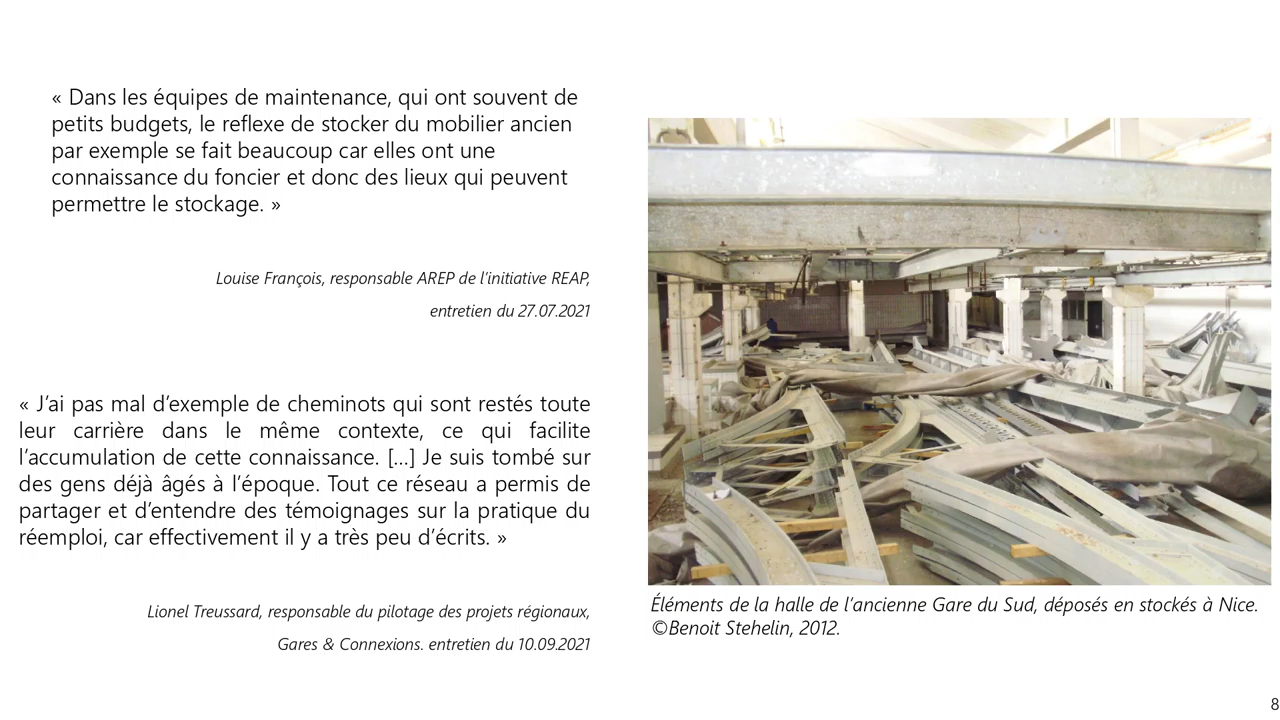 « Dans les équipes de maintenance, qui ont souvent de
petits budgets, le reflexe de stocker du mobilier ancien
par exemple se fait beaucoup car elles ont une
connaissance du foncier et donc des lieux qui peuvent
permettre le stockage. »
Louise François, responsable AREP de l'initiative REAP,
entretien du 27.07.2021
« J'ai pas mal d'exemple de cheminots qui sont restés toute
leur carrière dans le même contexte, ce qui facilite
l'accumulation de cette connaissance. […] Je suis tombé sur
des gens déjà âgés à l'époque. Tout ce réseau a permis de
partager et d'entendre des témoignages sur la pratique du
réemploi, car effectivement il y a très peu d'écrits. »
Lionel Treussard, responsable du pilotage des projets régionaux,
Gares & Connexions. entretien du 10.09.2021
Éléments de la halle de l'ancienne Gare du Sud, déposés en stockés à Nice.
©Benoit Stehelin, 2012.
8